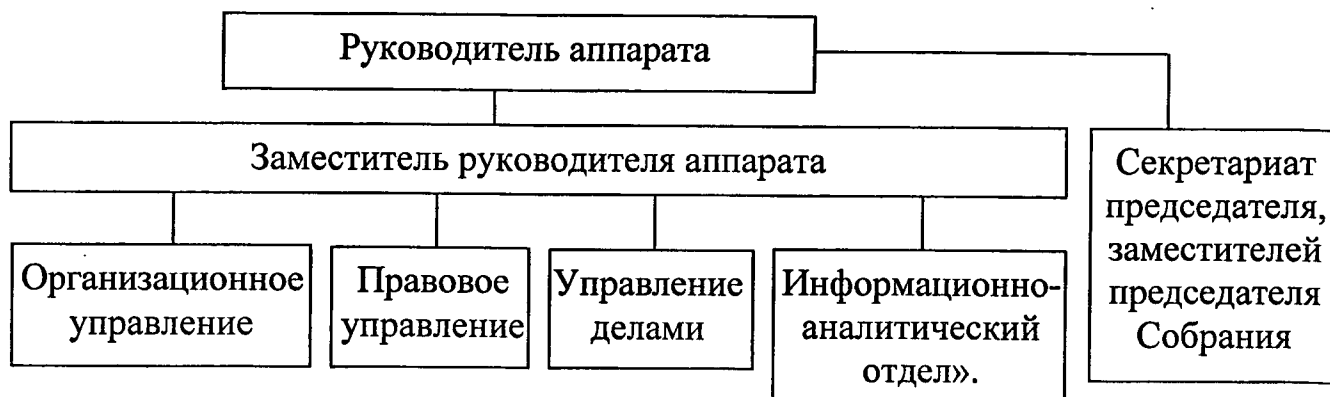 Руководитель аппарата
Заместитель руководителя аппарата
Секретариат
председателя,
заместителей
председателя
Собрания
Организационное
управление
Правовое
управление
Управление
делами
Информационно-
аналитический
отдел».